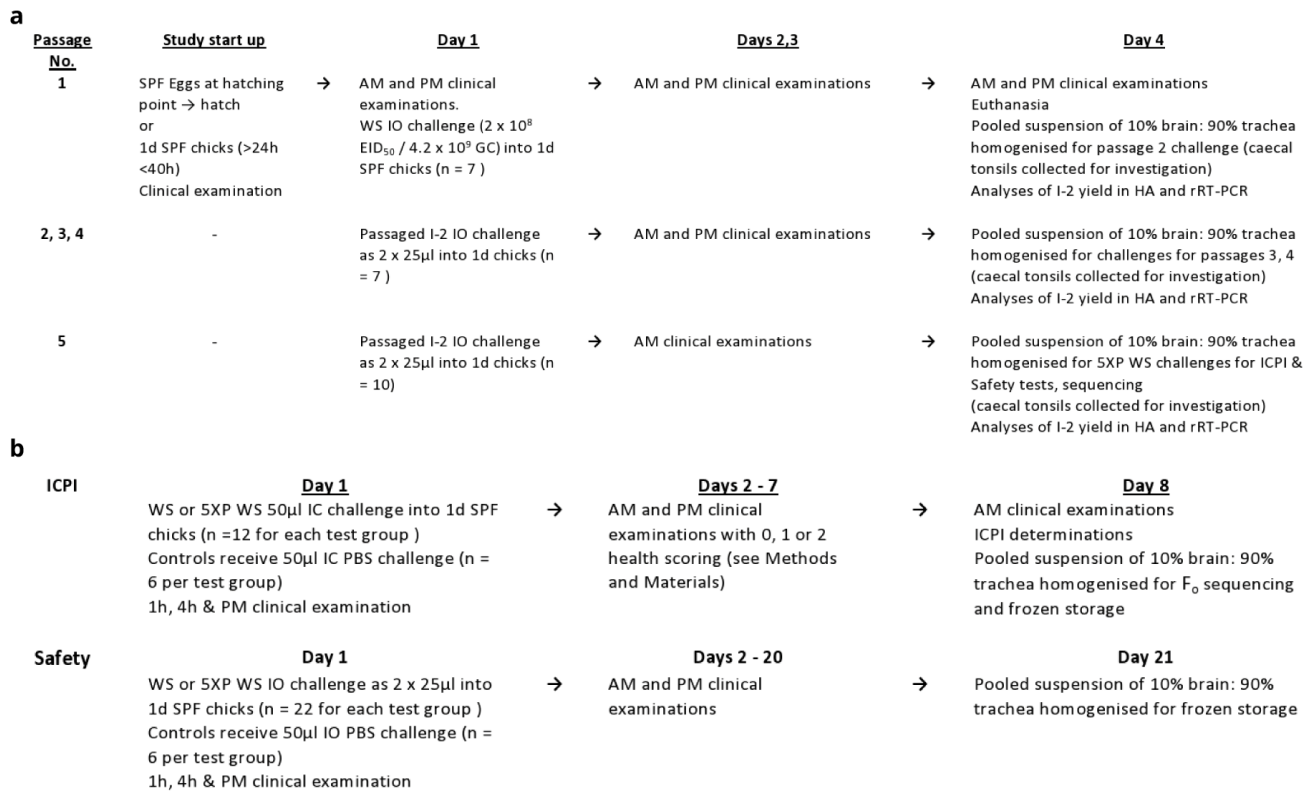 a
Passage No.
Study start up
Day 1
Days 2,3
Day 4
1
SPF Eggs at hatching
point → hatch
or
1d SPF chicks (>24h
<40h)
Clinical examination
→
AM and PM clinical
examinations.
WS IO challenge (2 x 10⁸
EID₅₀ / 4.2 x 10⁹ GC) into 1d
SPF chicks (n = 7 )
→
AM and PM clinical examinations
→
AM and PM clinical examinations
Euthanasia
Pooled suspension of 10% brain: 90% trachea
homogenised for passage 2 challenge (caecal
tonsils collected for investigation)
Analyses of I-2 yield in HA and rRT-PCR
2, 3, 4
-
Passaged I-2 IO challenge
as 2 x 25µl into 1d chicks (n
= 7 )
→
AM and PM clinical examinations
→
Pooled suspension of 10% brain: 90% trachea
homogenised for challenges for passages 3, 4
(caecal tonsils collected for investigation)
Analyses of I-2 yield in HA and rRT-PCR
5
-
Passaged I-2 IO challenge
as 2 x 25µl into 1d chicks (n
= 10)
→
AM clinical examinations
→
Pooled suspension of 10% brain: 90% trachea
homogenised for 5XP WS challenges for ICPI &
Safety tests, sequencing
(caecal tonsils collected for investigation)
Analyses of I-2 yield in HA and rRT-PCR
b
ICPI
Day 1
Days 2 - 7
Day 8
WS or 5XP WS 50µl IC challenge into 1d SPF
chicks (n =12 for each test group )
Controls receive 50µl IC PBS challenge (n =
6 per test group)
1h, 4h & PM clinical examination
→
AM and PM clinical
examinations with 0, 1 or 2
health scoring (see Methods
and Materials)
→
AM clinical examinations
ICPI determinations
Pooled suspension of 10% brain: 90%
trachea homogenised for F₀ sequencing
and frozen storage
Safety
Day 1
Days 2 - 20
Day 21
WS or 5XP WS IO challenge as 2 x 25µl into
1d SPF chicks (n = 22 for each test group )
Controls receive 50µl IO PBS challenge (n =
6 per test group)
1h, 4h & PM clinical examination
→
AM and PM clinical
examinations
→
Pooled suspension of 10% brain: 90%
trachea homogenised for frozen storage